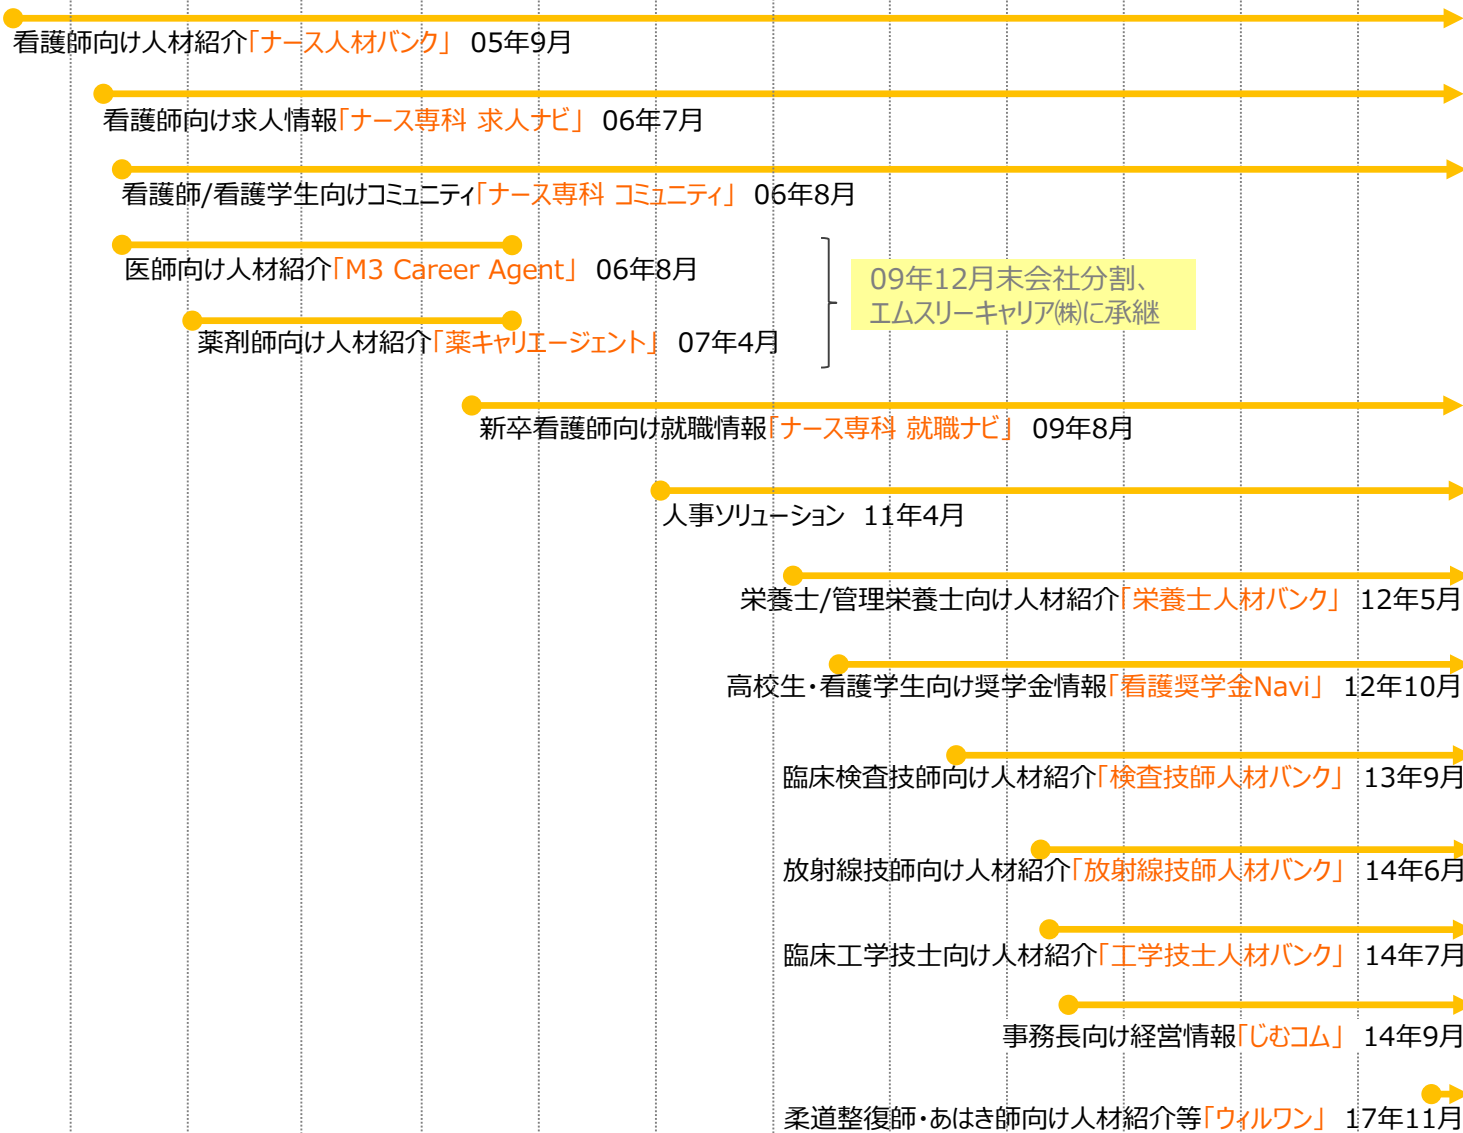 看護師向け人材紹介「ナース人材バンク」 05年9月
看護師向け求人情報「ナース専科 求人ナビ」 06年7月
看護師/看護学生向けコミュニティ「ナース専科 コミュニティ」 06年8月
医師向け人材紹介「M3 Career Agent」 06年8月
09年12月末会社分割、
エムスリーキャリア㈱に承継
薬剤師向け人材紹介「薬キャリエージェント」 07年4月
新卒看護師向け就職情報「ナース専科 就職ナビ」 09年8月
人事ソリューション 11年4月
栄養士/管理栄養士向け人材紹介「栄養士人材バンク」 12年5月
高校生・看護学生向け奨学金情報「看護奨学金Navi」 12年10月
臨床検査技師向け人材紹介「検査技師人材バンク」 13年9月
放射線技師向け人材紹介「放射線技師人材バンク」 14年6月
臨床工学技士向け人材紹介「工学技士人材バンク」 14年7月
事務長向け経営情報「じむコム」 14年9月
柔道整復師・あはき師向け人材紹介等「ウィルワン」 17年11月